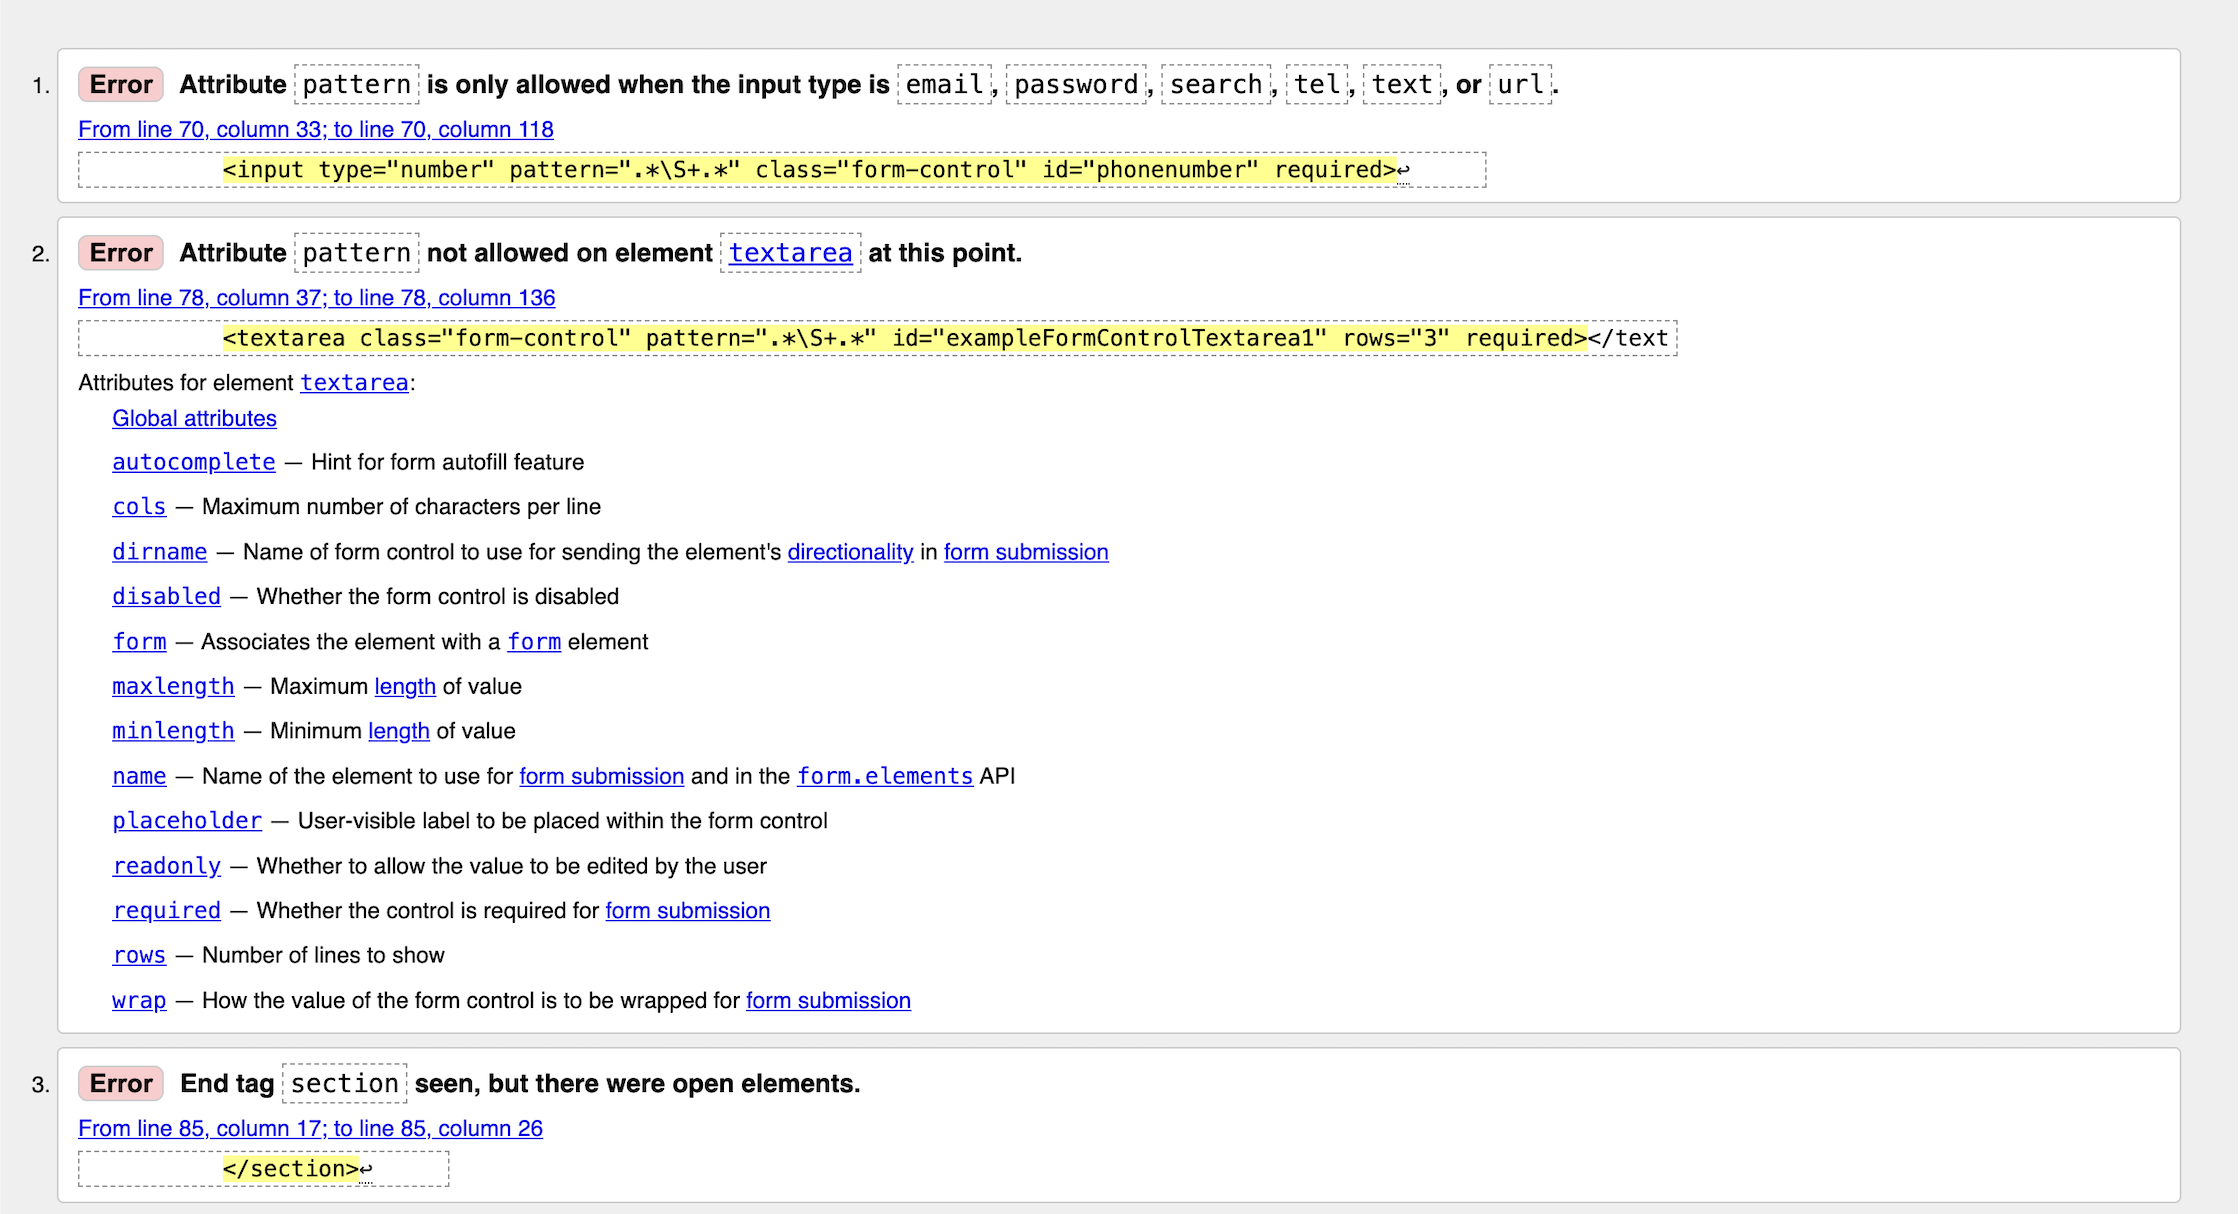 1. Error Attribute pattern is only allowed when the input type is email, password, search, tel, text, or url.
From line 70, column 33; to line 70, column 118
<input type="number" pattern=".*\S+.*" class="form-control" id="phonenumber" required>↩
2. Error Attribute pattern not allowed on element textarea at this point.
From line 78, column 37; to line 78, column 136
<textarea class="form-control" pattern=".*\S+.*" id="exampleFormControlTextarea1" rows="3" required></text
Attributes for element textarea:
Global attributes
autocomplete — Hint for form autofill feature
cols — Maximum number of characters per line
dirname — Name of form control to use for sending the element's directionality in form submission
disabled — Whether the form control is disabled
form — Associates the element with a form element
maxlength — Maximum length of value
minlength — Minimum length of value
name — Name of the element to use for form submission and in the form.elements API
placeholder — User-visible label to be placed within the form control
readonly — Whether to allow the value to be edited by the user
required — Whether the control is required for form submission
rows — Number of lines to show
wrap — How the value of the form control is to be wrapped for form submission
3. Error End tag section seen, but there were open elements.
From line 85, column 17; to line 85, column 26
</section>↩